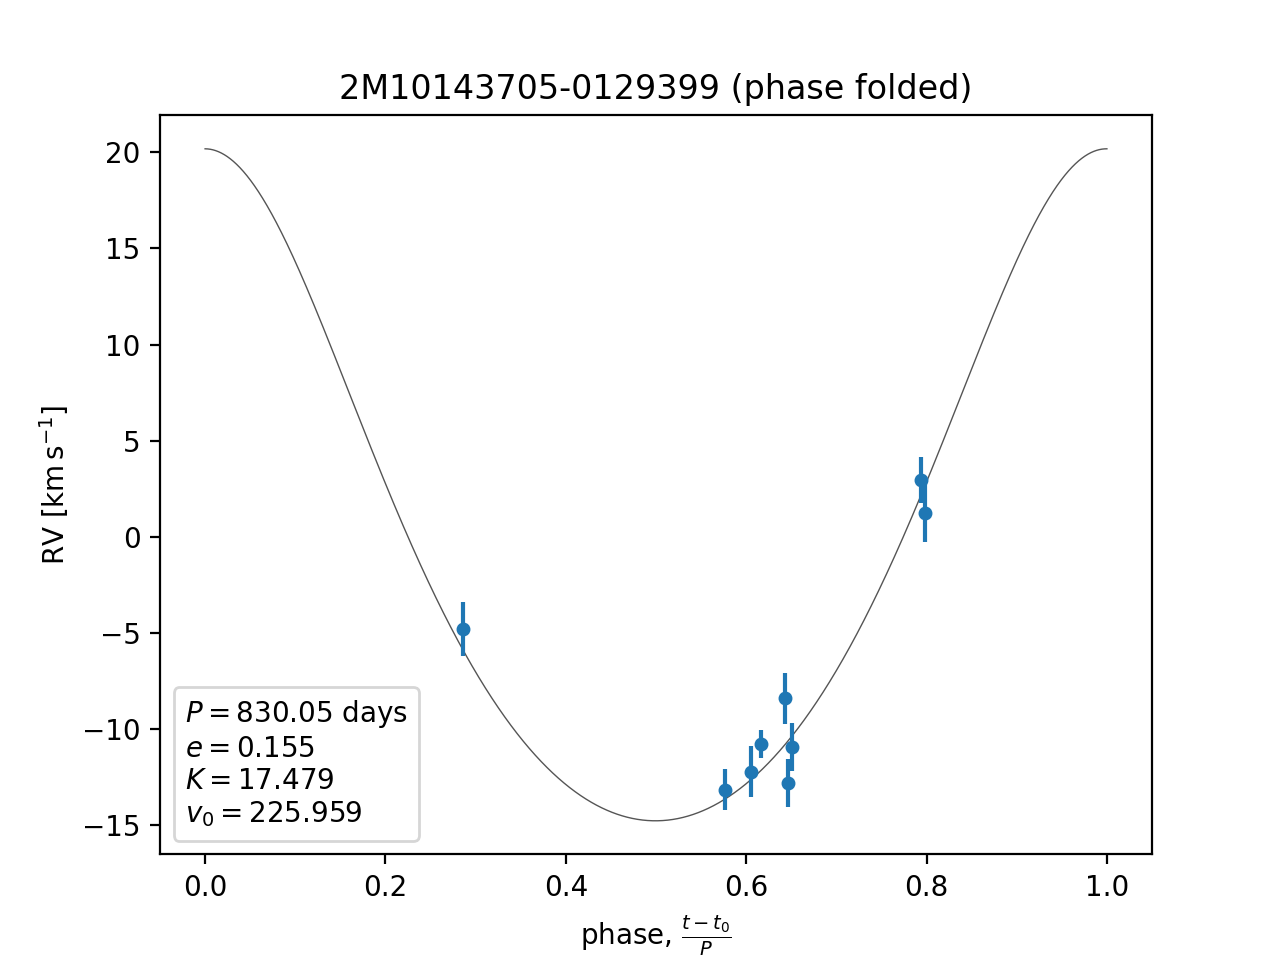 2M10143705-0129399 (phase folded)
20
15
10
5
0
−5
−10
−15
RV [km s⁻¹]
P = 830.05 days
e = 0.155
K = 17.479
v₀ = 225.959
0.0 0.2 0.4 0.6 0.8 1.0
phase, (t − t₀)/P